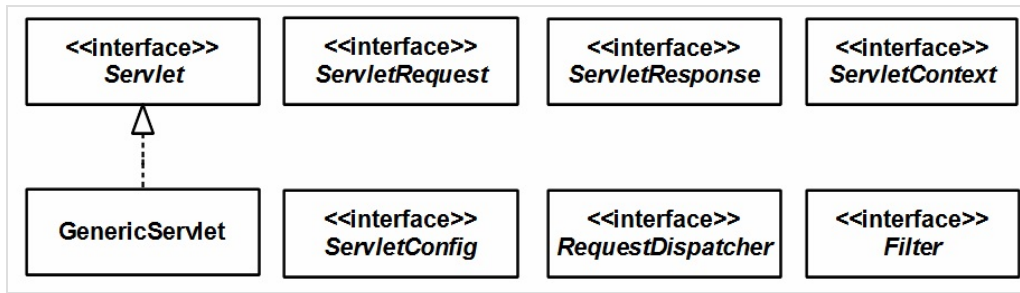 <<interface>>
Servlet
<<interface>>
ServletRequest
<<interface>>
ServletResponse
<<interface>>
ServletContext
GenericServlet
<<interface>>
ServletConfig
<<interface>>
RequestDispatcher
<<interface>>
Filter